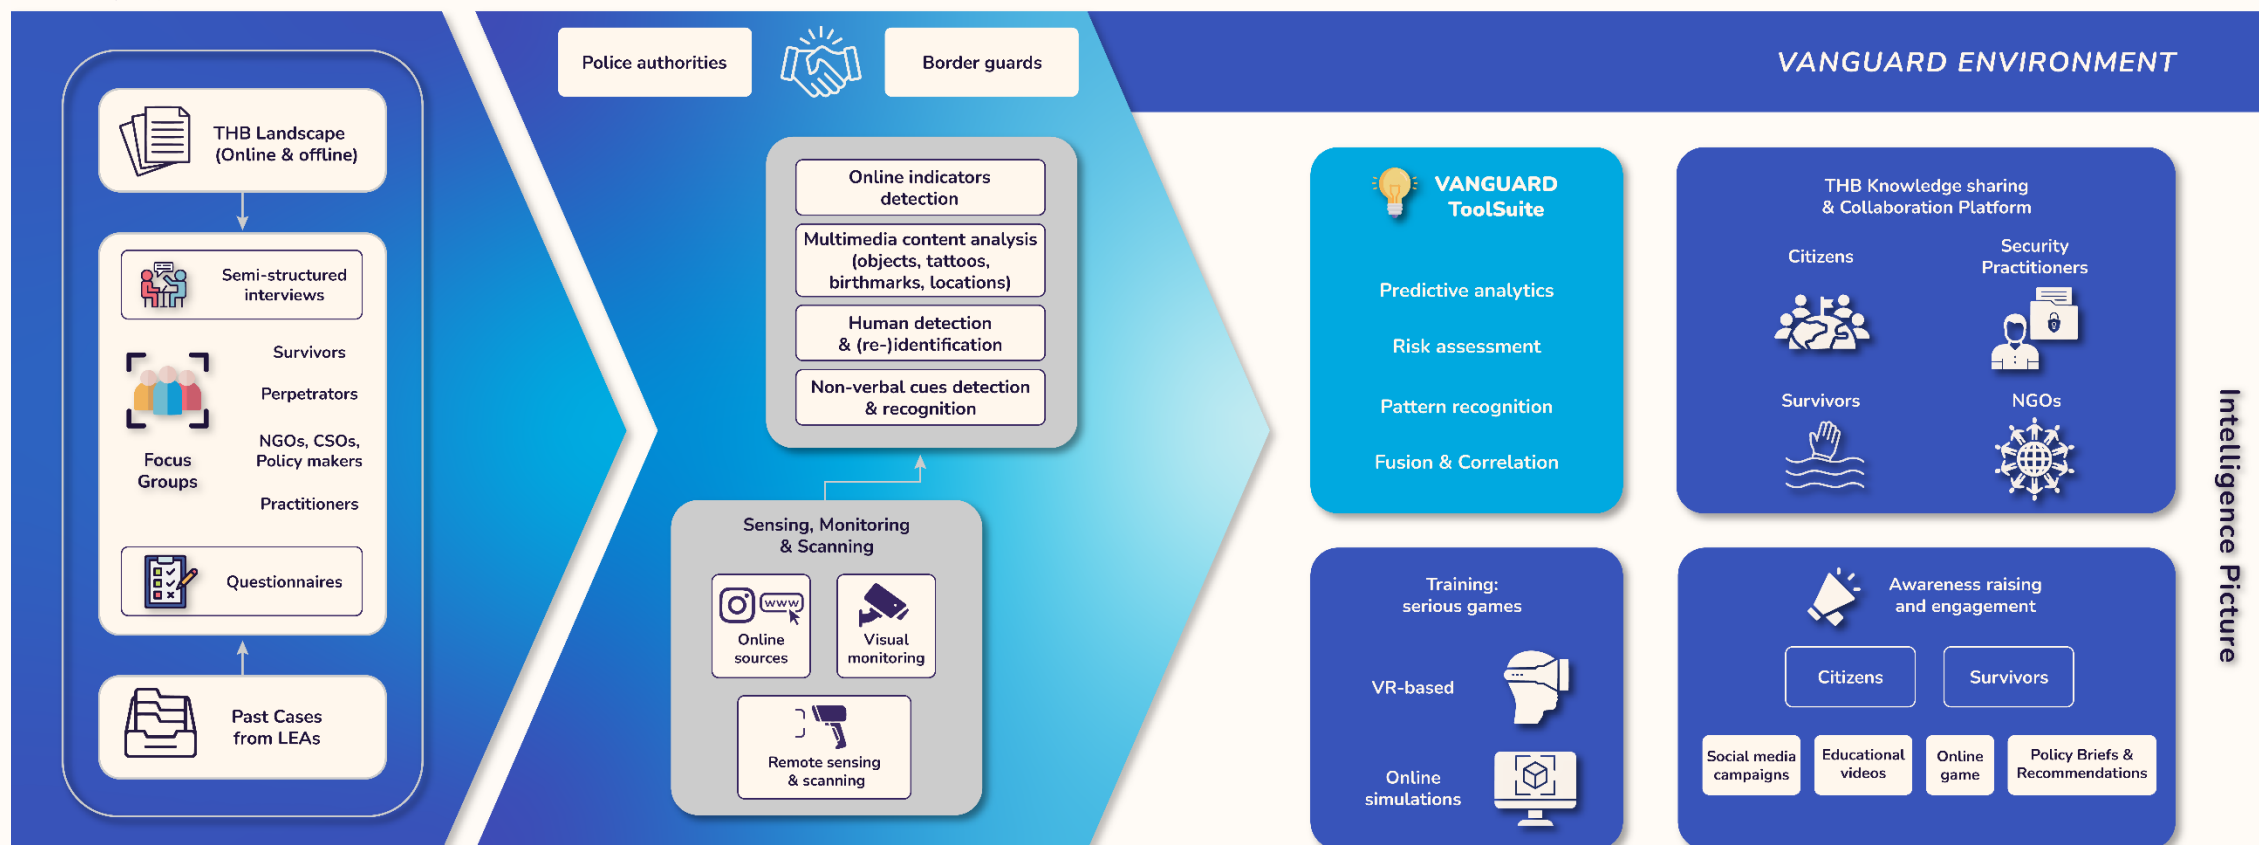 THB Landscape
(Online & offline)
Semi-structured
interviews
Survivors
Perpetrators
NGOs, CSOs,
Policy makers
Practitioners
Focus
Groups
Questionnaires
Past Cases
from LEAs
Police authorities
Border guards
Online indicators
detection
Multimedia content analysis
(objects, tattoos,
birthmarks, locations)
Human detection
& (re-)identification
Non-verbal cues detection
& recognition
Sensing, Monitoring
& Scanning
www
Online
sources
Visual
monitoring
Remote sensing
& scanning
VANGUARD ENVIRONMENT
VANGUARD
ToolSuite
Predictive analytics
Risk assessment
Pattern recognition
Fusion & Correlation
THB Knowledge sharing
& Collaboration Platform
Citizens
Security
Practitioners
Survivors
NGOs
Training:
serious games
VR-based
Online
simulations
Awareness raising
and engagement
Citizens
Survivors
Social media
campaigns
Educational
videos
Online
game
Policy Briefs &
Recommendations
Intelligence Picture